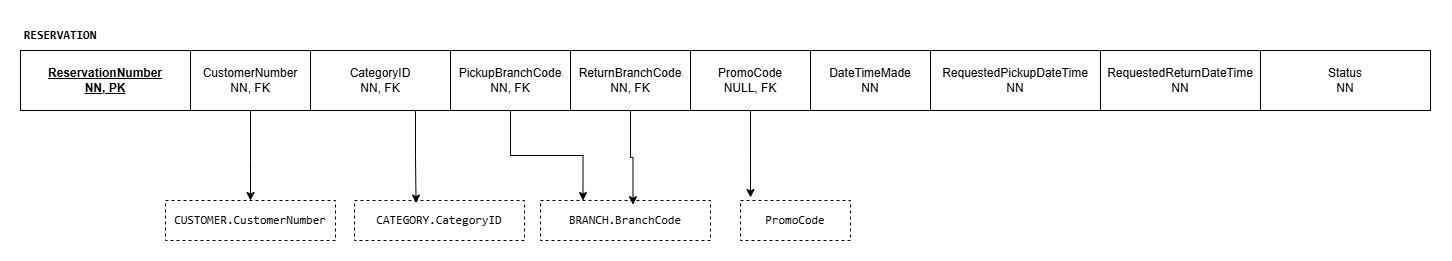 RESERVATION
ReservationNumber
NN, PK
CustomerNumber
NN, FK
CategoryID
NN, FK
PickupBranchCode
NN, FK
ReturnBranchCode
NN, FK
PromoCode
NULL, FK
DateTimeMade
NN
RequestedPickupDateTime
NN
RequestedReturnDateTime
NN
Status
NN
CUSTOMER.CustomerNumber
CATEGORY.CategoryID
BRANCH.BranchCode
PromoCode